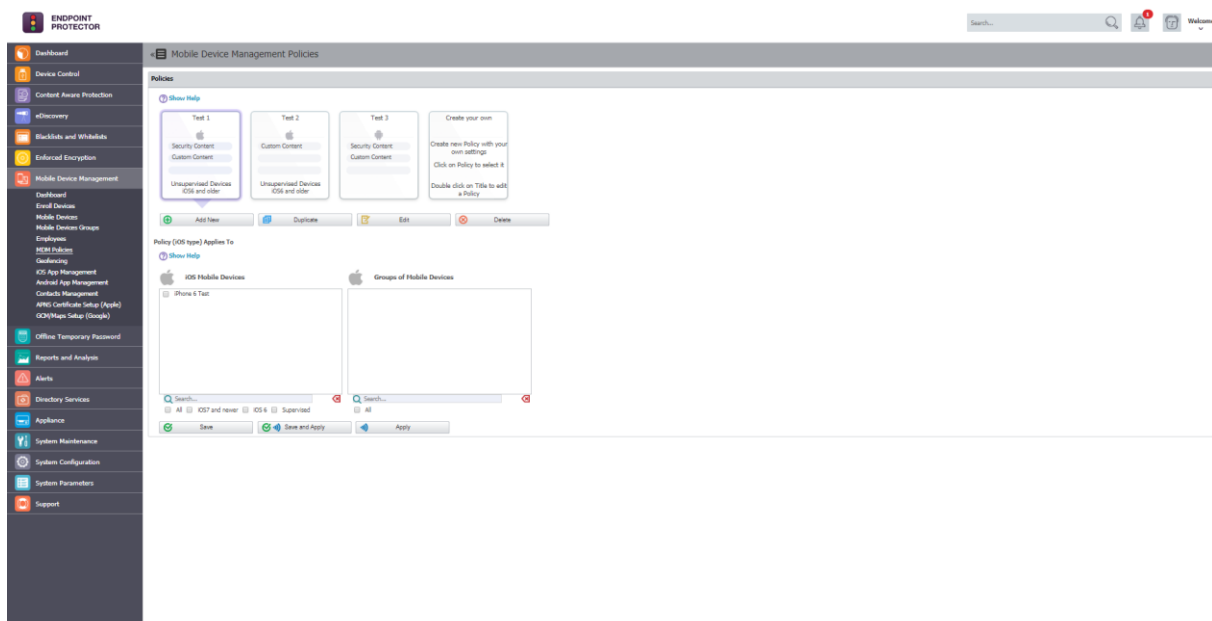 ENDPOINT
PROTECTOR
Search...
1
Welcome
Dashboard
Device Control
Content Aware Protection
eDiscovery
Blacklists and Whitelists
Enforced Encryption
Mobile Device Management
Dashboard
Enroll Devices
Mobile Devices
Mobile Devices Groups
Employees
MDM Policies
Geofencing
iOS App Management
Android App Management
Contacts Management
APNS Certificate Setup (Apple)
GCM/Maps Setup (Google)
Offline Temporary Password
Reports and Analysis
Alerts
Directory Services
Appliance
System Maintenance
System Configuration
System Parameters
Support
Mobile Device Management Policies
Policies
Show Help
Test 1
Security Content
Custom Content
Unsupervised Devices
iOS6 and older
Test 2
Custom Content
Unsupervised Devices
iOS6 and older
Test 3
Security Content
Custom Content
Create your own
Create new Policy with your
own settings
Click on Policy to select it
Double click on Title to edit
a Policy
Add New
Duplicate
Edit
Delete
Policy (iOS type) Applies To
Show Help
iOS Mobile Devices
iPhone 6 Test
Search...
All iOS7 and newer iOS 6 Supervised
Groups of Mobile Devices
Search...
All
Save
Save and Apply
Apply